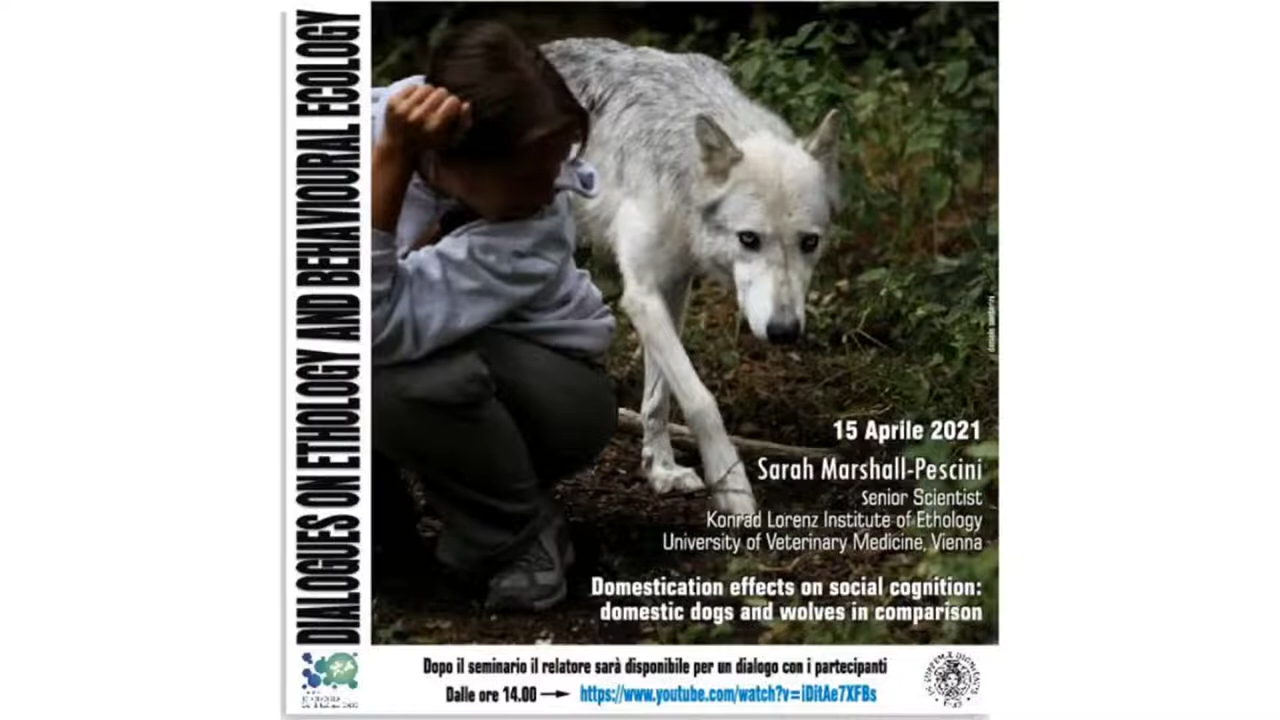 DIALOGUES ON ETHOLOGY AND BEHAVIOURAL ECOLOGY
15 Aprile 2021
Sarah Marshall-Pescini
Senior Scientist
Konrad Lorenz Institute of Ethology
University of Veterinary Medicine, Vienna
Domestication effects on social cognition:
domestic dogs and wolves in comparison
Dopo il seminario il relatore sarà disponibile per un dialogo con i partecipanti
Dalle ore 14.00 → https://www.youtube.com/watch?v=iDitAe7XFBs